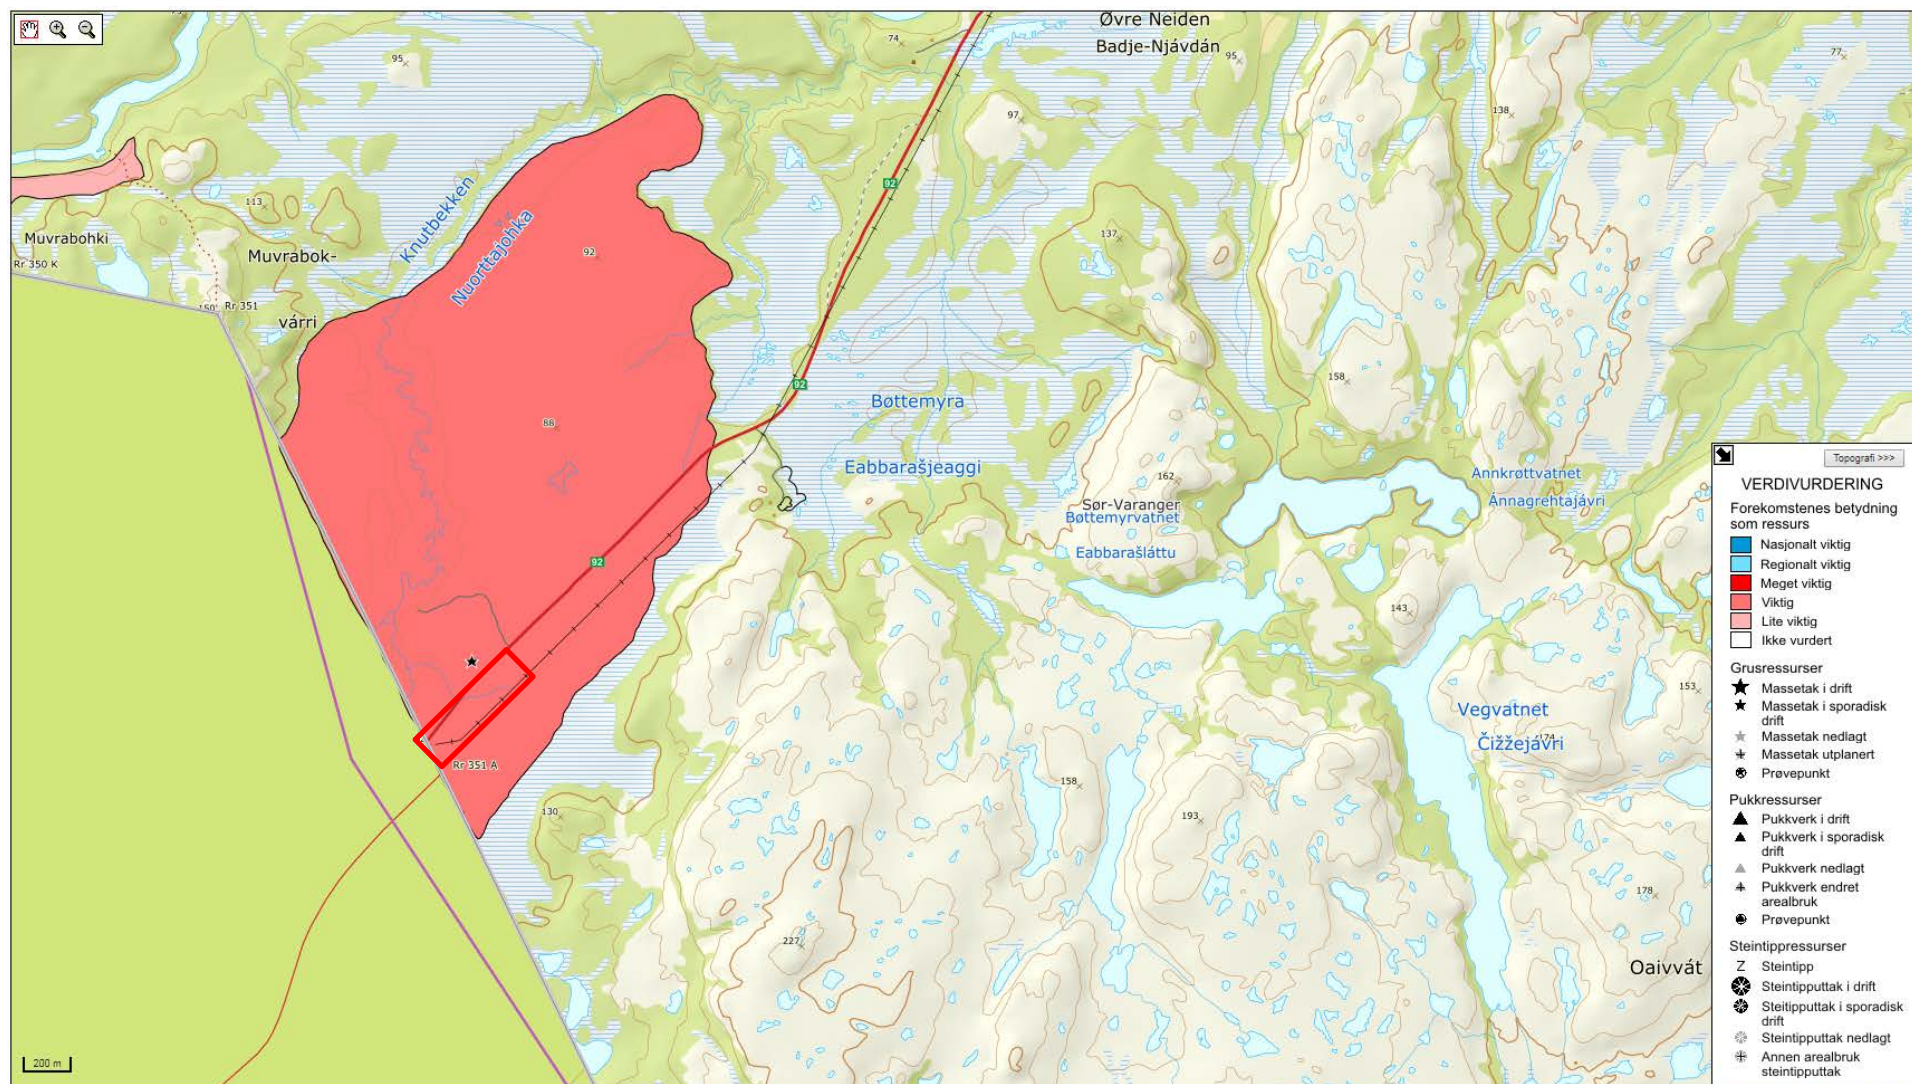 Øvre Neiden
Badje-Njávdán
74
95
95
77
97
138
92
113
Knutbekken
Nuorttajohka
137
Muvrabohki
Muvrabok-
92
Rr 350 K
150
Rr 351
várri
158
92
Bøttemyra
88
Eabbarašjeaggi
162
Annkrøttvatnet
Ánnagrehtajávri
Sør-Varanger
Bøttemyrvatnet
Eabbarašláttu
92
143
153
Vegvatnet
Čižžejávri
174
Rr 351 A
158
130
193
178
227
Oaivvát
200 m
Topografi >>>
VERDIVURDERING
Forekomstenes betydning
som ressurs
Nasjonalt viktig
Regionalt viktig
Meget viktig
Viktig
Lite viktig
Ikke vurdert
Grusressurser
Massetak i drift
Massetak i sporadisk
drift
Massetak nedlagt
Massetak utplanert
Prøvepunkt
Pukkressurser
Pukkverk i drift
Pukkverk i sporadisk
drift
Pukkverk nedlagt
Pukkverk endret
arealbruk
Prøvepunkt
Steintippressurser
Steintipp
Steintipputtak i drift
Steitipputtak i sporadisk
drift
Steintipputtak nedlagt
Annen arealbruk
steintipputtak